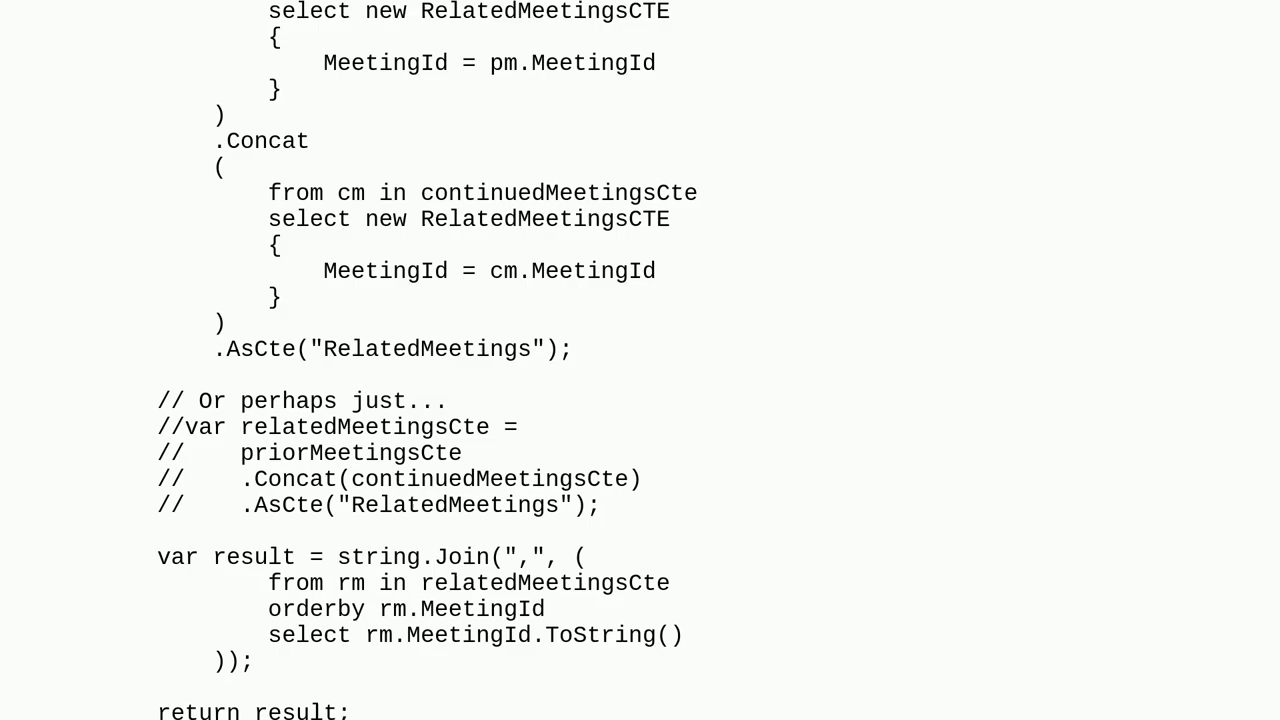 select new RelatedMeetingsCTE
{
MeetingId = pm.MeetingId
}
)
.Concat
(
from cm in continuedMeetingsCte
select new RelatedMeetingsCTE
{
MeetingId = cm.MeetingId
}
)
.AsCte("RelatedMeetings");
// Or perhaps just...
//var relatedMeetingsCte =
//    priorMeetingsCte
//    .Concat(continuedMeetingsCte)
//    .AsCte("RelatedMeetings");
var result = string.Join(",", (
from rm in relatedMeetingsCte
orderby rm.MeetingId
select rm.MeetingId.ToString()
));
return result;